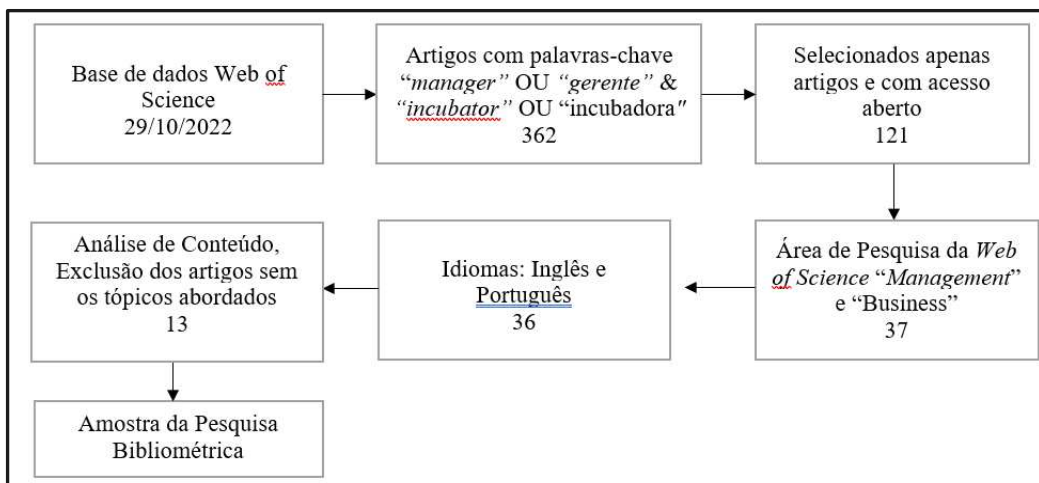 Base de dados Web of
Science
29/10/2022
Artigos com palavras-chave
“manager” OU “gerente” &
“incubator” OU “incubadora"
362
Selecionados apenas
artigos e com acesso
aberto
121
Área de Pesquisa da Web
of Science “Management”
e “Business”
37
Idiomas: Inglês e
Português
36
Análise de Conteúdo,
Exclusão dos artigos sem
os tópicos abordados
13
Amostra da Pesquisa
Bibliométrica